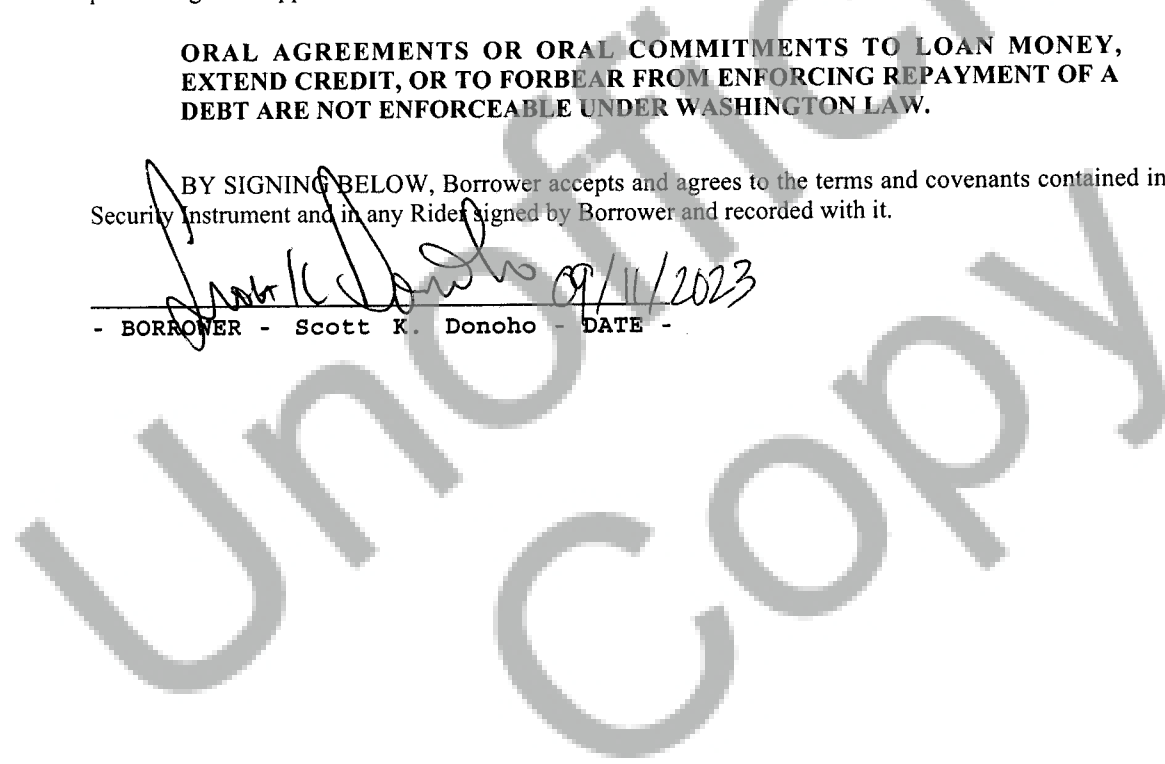 ORAL AGREEMENTS OR ORAL COMMITMENTS TO LOAN MONEY,
EXTEND CREDIT, OR TO FORBEAR FROM ENFORCING REPAYMENT OF A
DEBT ARE NOT ENFORCEABLE UNDER WASHINGTON LAW.
BY SIGNING BELOW, Borrower accepts and agrees to the terms and covenants contained in
Security Instrument and in any Rider signed by Borrower and recorded with it.
Scott K Donoho 09/11/2023
- BORROWER - Scott K. Donoho - DATE -
Unoffic
Copy